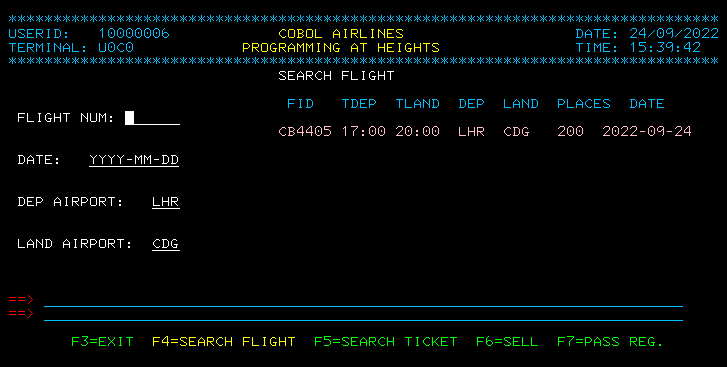 *******************************************************************************
USERID:   10000006            COBOL AIRLINES                   DATE: 24/09/2022
TERMINAL: U0C0            PROGRAMMING AT HEIGHTS               TIME: 15:39:42
*******************************************************************************
SEARCH FLIGHT
FID   TDEP  TLAND  DEP  LAND  PLACES  DATE
FLIGHT NUM:
CB4405 17:00 20:00  LHR  CDG   200  2022-09-24
DATE:   YYYY-MM-DD
DEP AIRPORT:   LHR
LAND AIRPORT:  CDG
==>
==>
F3=EXIT  F4=SEARCH FLIGHT  F5=SEARCH TICKET  F6=SELL  F7=PASS REG.